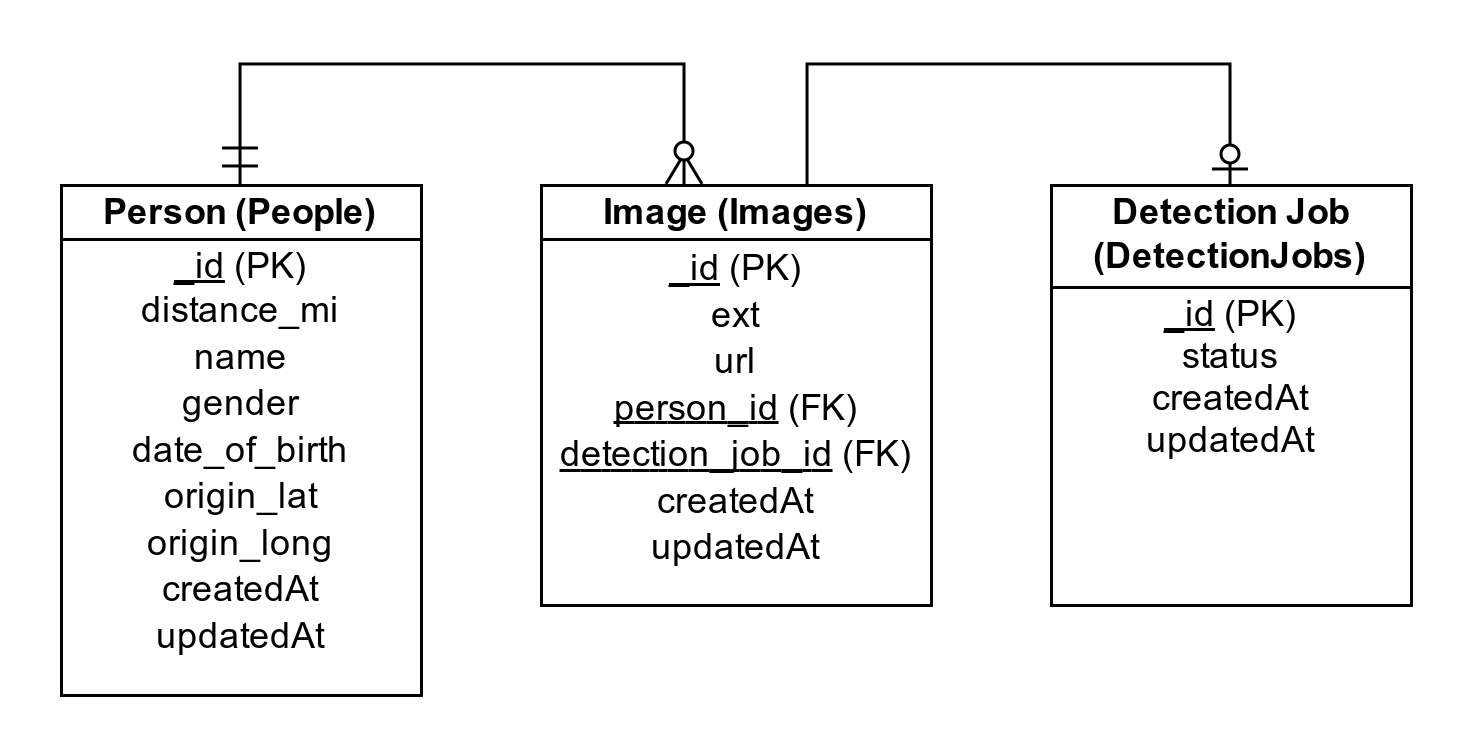 Person (People)
_id (PK)
distance_mi
name
gender
date_of_birth
origin_lat
origin_long
createdAt
updatedAt
Image (Images)
_id (PK)
ext
url
person_id (FK)
detection_job_id (FK)
createdAt
updatedAt
Detection Job
(DetectionJobs)
_id (PK)
status
createdAt
updatedAt